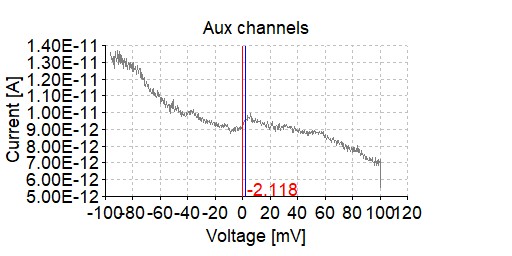 Aux channels
Current [A]
1.40E-11
1.30E-11
1.20E-11
1.10E-11
1.00E-11
9.00E-12
8.00E-12
7.00E-12
6.00E-12
5.00E-12
-2.118
-100 -80 -60 -40 -20 0 20 40 60 80 100 120
Voltage [mV]